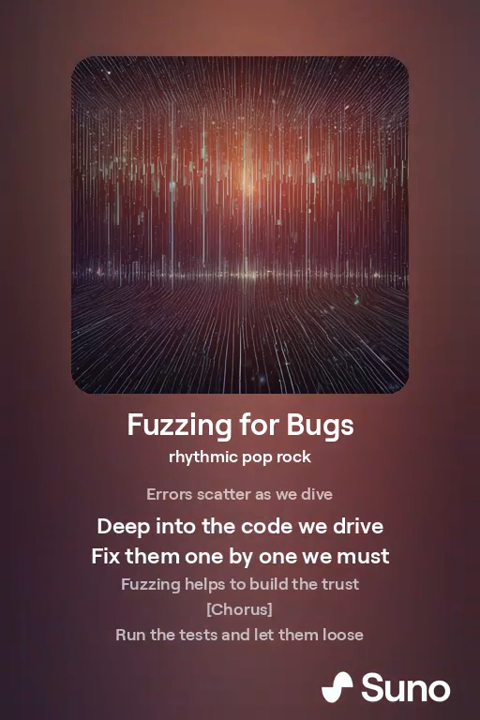 Fuzzing for Bugs
rhythmic pop rock
Errors scatter as we dive
Deep into the code we drive
Fix them one by one we must
Fuzzing helps to build the trust
[Chorus]
Run the tests and let them loose
Suno